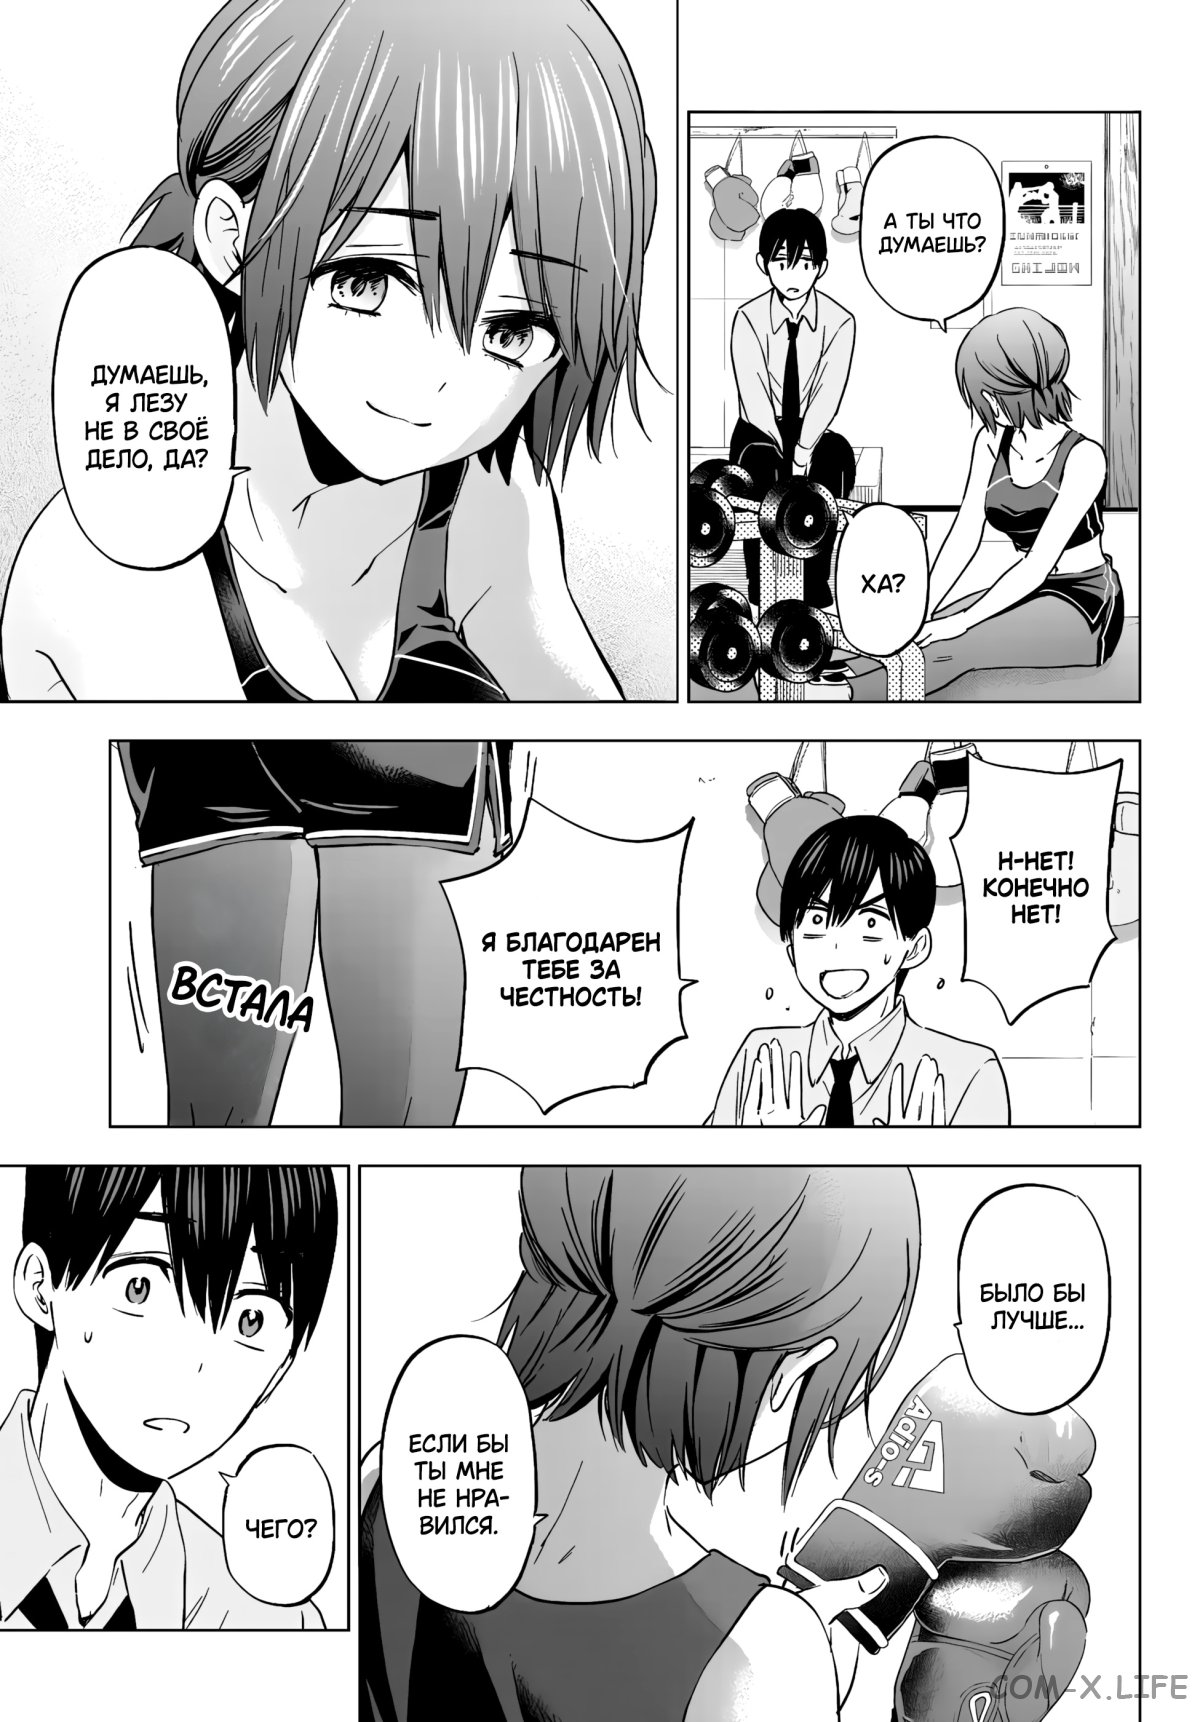 А ТЫ ЧТО
ДУМАЕШЬ?
ХА?
ДУМАЕШЬ,
Я ЛЕЗУ
НЕ В СВОЁ
ДЕЛО, ДА?
Н-НЕТ!
КОНЕЧНО
НЕТ!
Я БЛАГОДАРЕН
ТЕБЕ ЗА
ЧЕСТНОСТЬ!
ВСТАЛА
БЫЛО БЫ
ЛУЧШЕ...
Adio-s
ЕСЛИ БЫ
ТЫ МНЕ
НЕ НРА-
ВИЛСЯ.
ЧЕГО?
COM-X.LIFE